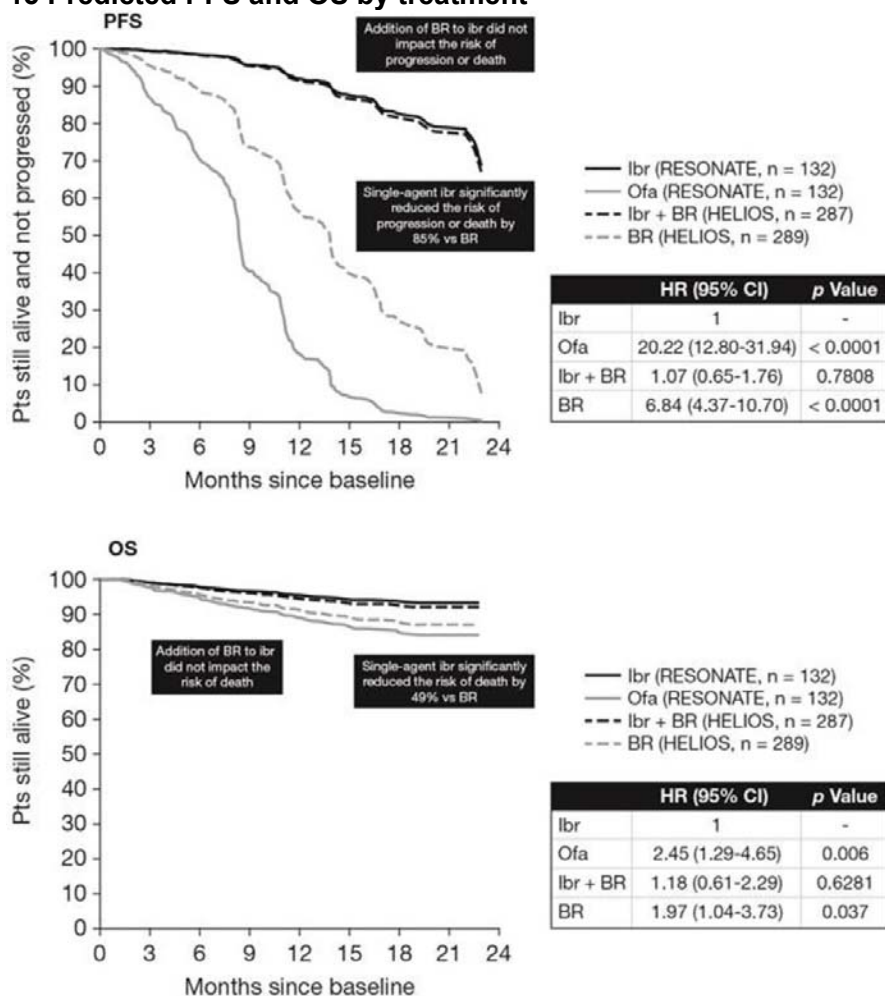 PFS
Addition of BR to ibr did not
impact the risk of
progression or death
Single-agent ibr significantly
reduced the risk of
progression or death by
85% vs BR
Pts still alive and not progressed (%)
100
90
80
70
60
50
40
30
20
10
0
0 3 6 9 12 15 18 21 24
Months since baseline
Ibr (RESONATE, n = 132)
Ofa (RESONATE, n = 132)
Ibr + BR (HELIOS, n = 287)
BR (HELIOS, n = 289)
HR (95% CI) p Value
Ibr 1 -
Ofa 20.22 (12.80-31.94) < 0.0001
Ibr + BR 1.07 (0.65-1.76) 0.7808
BR 6.84 (4.37-10.70) < 0.0001
OS
Pts still alive (%)
100
90
80
70
60
50
40
30
20
10
0
Addition of BR to ibr
did not impact the
risk of death
Single-agent ibr significantly
reduced the risk of death by
49% vs BR
0 3 6 9 12 15 18 21 24
Months since baseline
Ibr (RESONATE, n = 132)
Ofa (RESONATE, n = 132)
Ibr + BR (HELIOS, n = 287)
BR (HELIOS, n = 289)
HR (95% CI) p Value
Ibr 1 -
Ofa 2.45 (1.29-4.65) 0.006
Ibr + BR 1.18 (0.61-2.29) 0.6281
BR 1.97 (1.04-3.73) 0.037